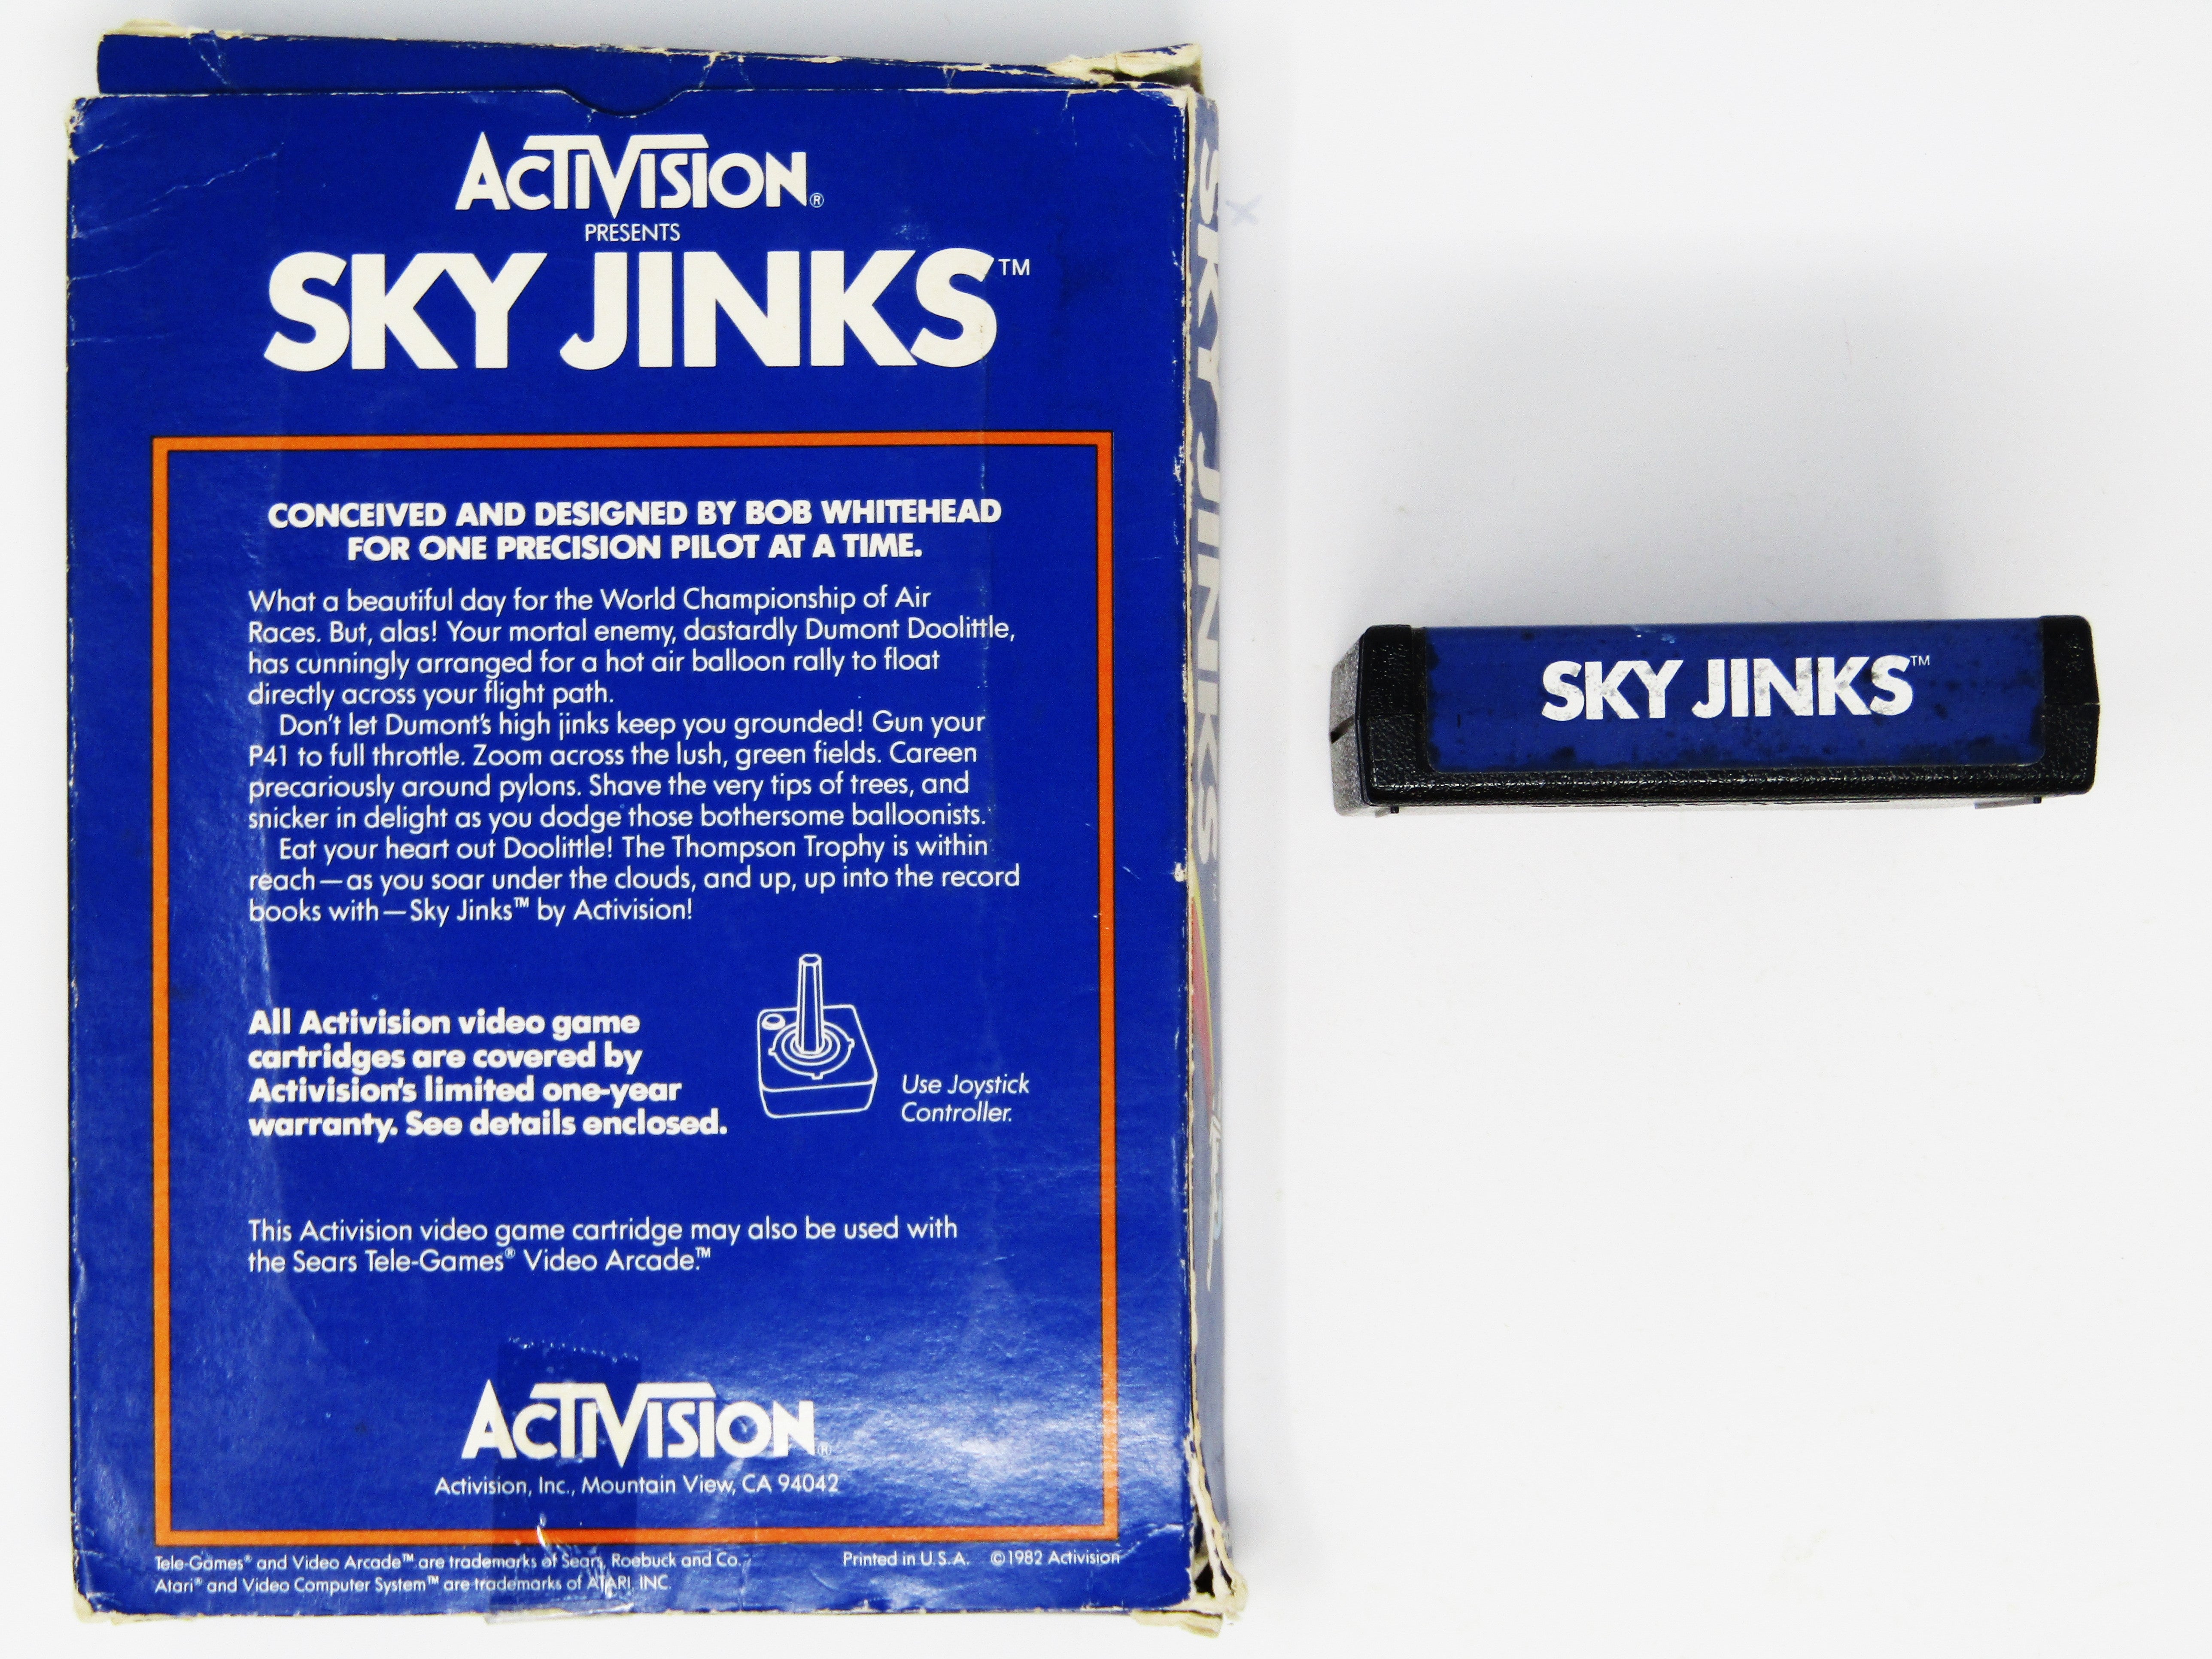 ACTIVISION®
PRESENTS
SKY JINKS™
CONCEIVED AND DESIGNED BY BOB WHITEHEAD
FOR ONE PRECISION PILOT AT A TIME.
What a beautiful day for the World Championship of Air
Races. But, alas! Your mortal enemy, dastardly Dumont Doolittle,
has cunningly arranged for a hot air balloon rally to float
directly across your flight path.
Don't let Dumont's high jinks keep you grounded! Gun your
P41 to full throttle. Zoom across the lush, green fields. Careen
precariously around pylons. Shave the very tips of trees, and
snicker in delight as you dodge those bothersome balloonists.
Eat your heart out Doolittle! The Thompson Trophy is within
reach—as you soar under the clouds, and up, up into the record
books with—Sky Jinks™ by Activision!
All Activision video game
cartridges are covered by
Activision's limited one-year
warranty. See details enclosed.
Use Joystick
Controller.
This Activision video game cartridge may also be used with
the Sears Tele-Games® Video Arcade.™
ACTIVISION®
Activision, Inc., Mountain View, CA 94042
Tele-Games® and Video Arcade™ are trademarks of Sears, Roebuck and Co.
Atari® and Video Computer System™ are trademarks of ATARI, INC.
Printed in U.S.A. ©1982 Activision
SKY JINKS
SKY JINKS™